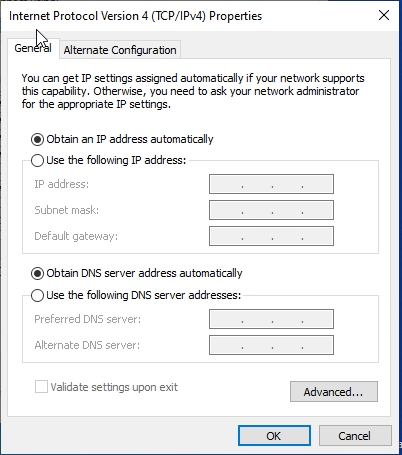 Internet Protocol Version 4 (TCP/IPv4) Properties
General
Alternate Configuration
You can get IP settings assigned automatically if your network supports
this capability. Otherwise, you need to ask your network administrator
for the appropriate IP settings.
Obtain an IP address automatically
Use the following IP address:
IP address:
Subnet mask:
Default gateway:
Obtain DNS server address automatically
Use the following DNS server addresses:
Preferred DNS server:
Alternate DNS server:
Validate settings upon exit
Advanced...
OK
Cancel